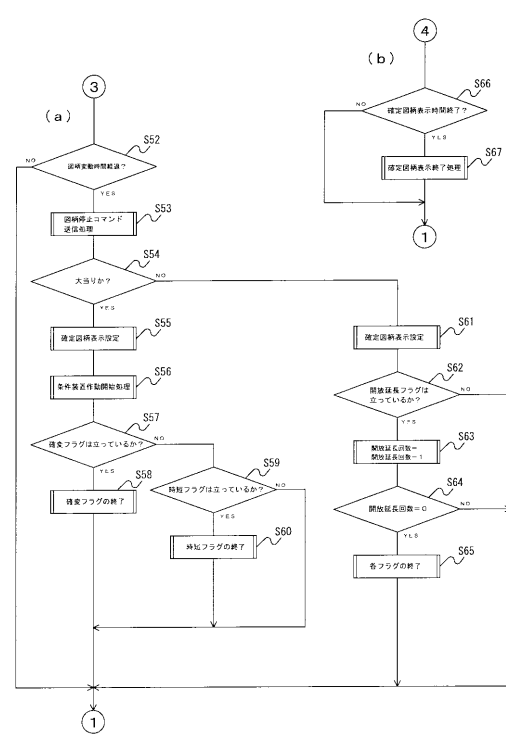 (a)
3
S52
図柄変動時間経過?
NO
YES
S53
図柄停止コマンド
送信処理
S54
大当りか?
NO
YES
S55
確定図柄表示設定
S56
条件装置作動開始処理
S57
確変フラグは立っているか?
NO
YES
S58
確変フラグの終了
S59
時短フラグは立っているか?
NO
YES
S60
時短フラグの終了
S61
確定図柄表示設定
S62
開放延長フラグは
立っているか?
NO
YES
S63
開放延長回数=
開放延長回数-1
S64
開放延長回数=0
NO
YES
S65
各フラグの終了
1
(b)
4
S66
確定図柄表示時間終了?
NO
YES
S67
確定図柄表示終了処理
1